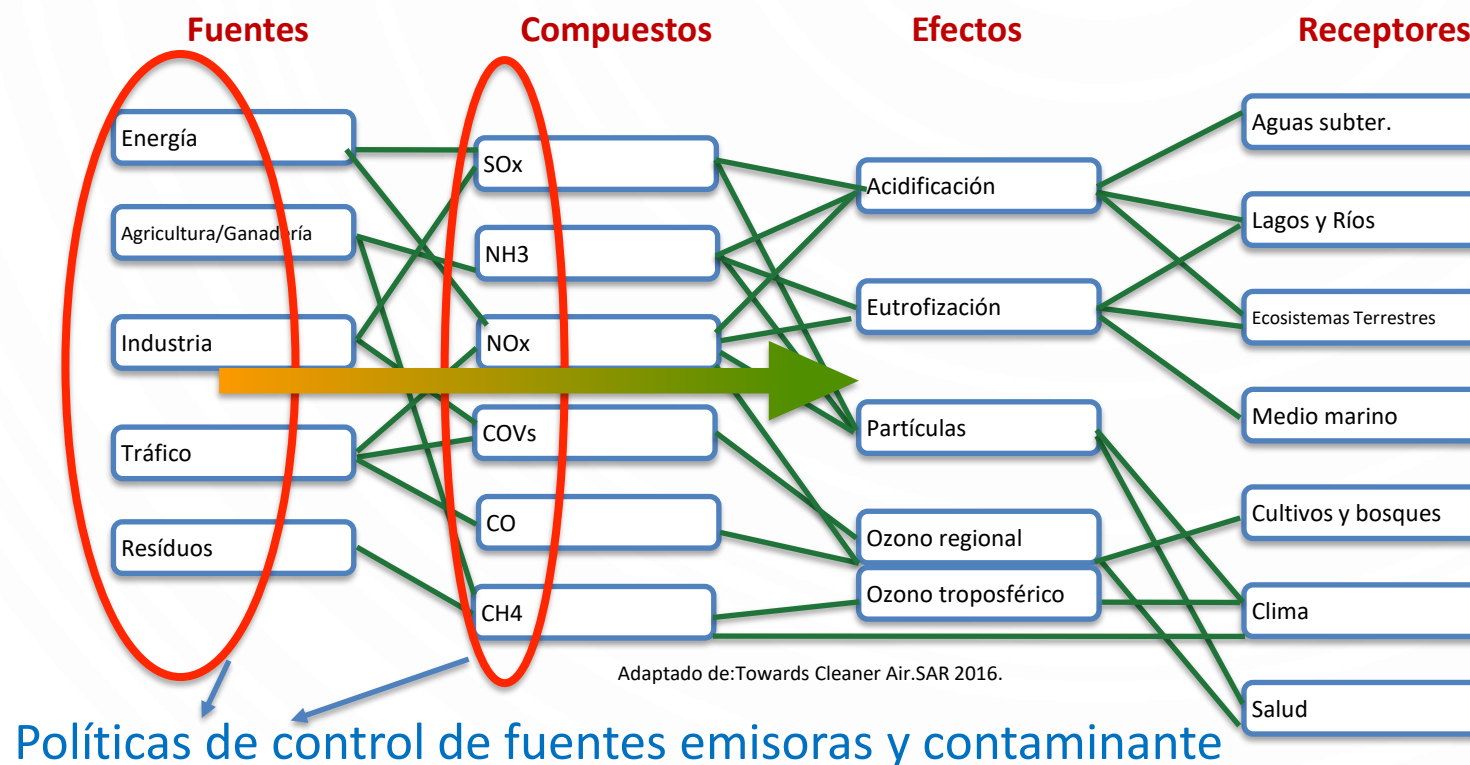 Fuentes
Compuestos
Efectos
Receptores
Energía
Agricultura/Ganadería
Industria
Tráfico
Resíduos
SOx
NH3
NOx
COVs
CO
CH4
Acidificación
Eutrofización
Partículas
Ozono regional
Ozono troposférico
Aguas subter.
Lagos y Ríos
Ecosistemas Terrestres
Medio marino
Cultivos y bosques
Clima
Salud
Adaptado de:Towards Cleaner Air.SAR 2016.
Políticas de control de fuentes emisoras y contaminante